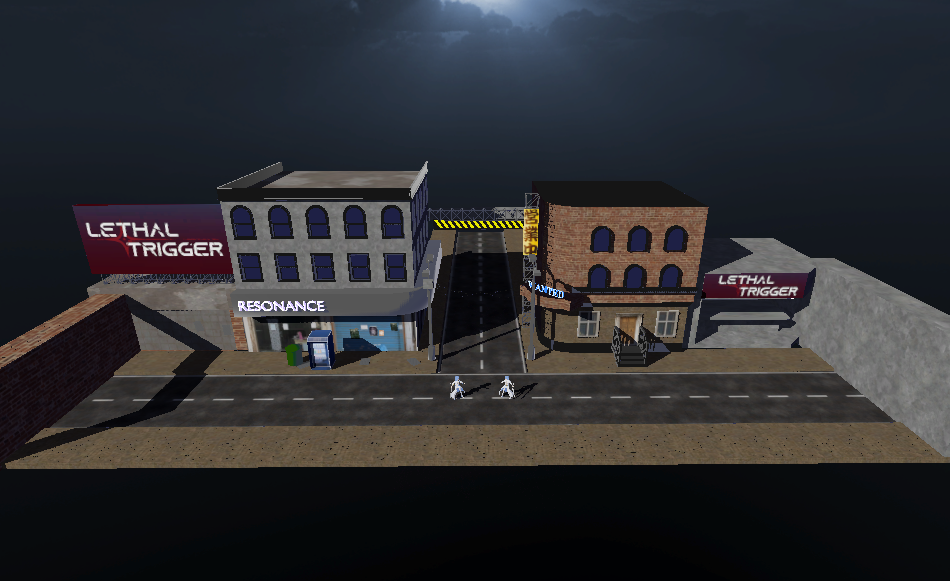 LETHAL
TRIGGER
RESONANCE
WANTED
LETHAL
TRIGGER